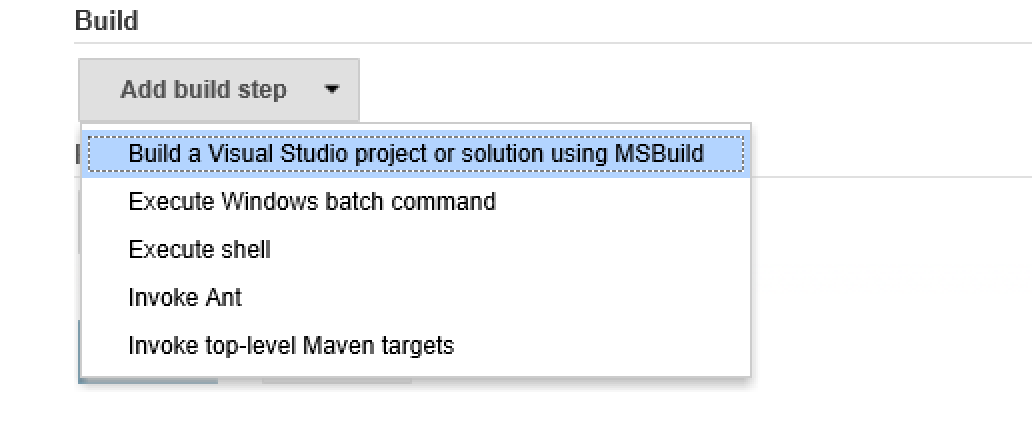 Build
Add build step
Build a Visual Studio project or solution using MSBuild
Execute Windows batch command
Execute shell
Invoke Ant
Invoke top-level Maven targets